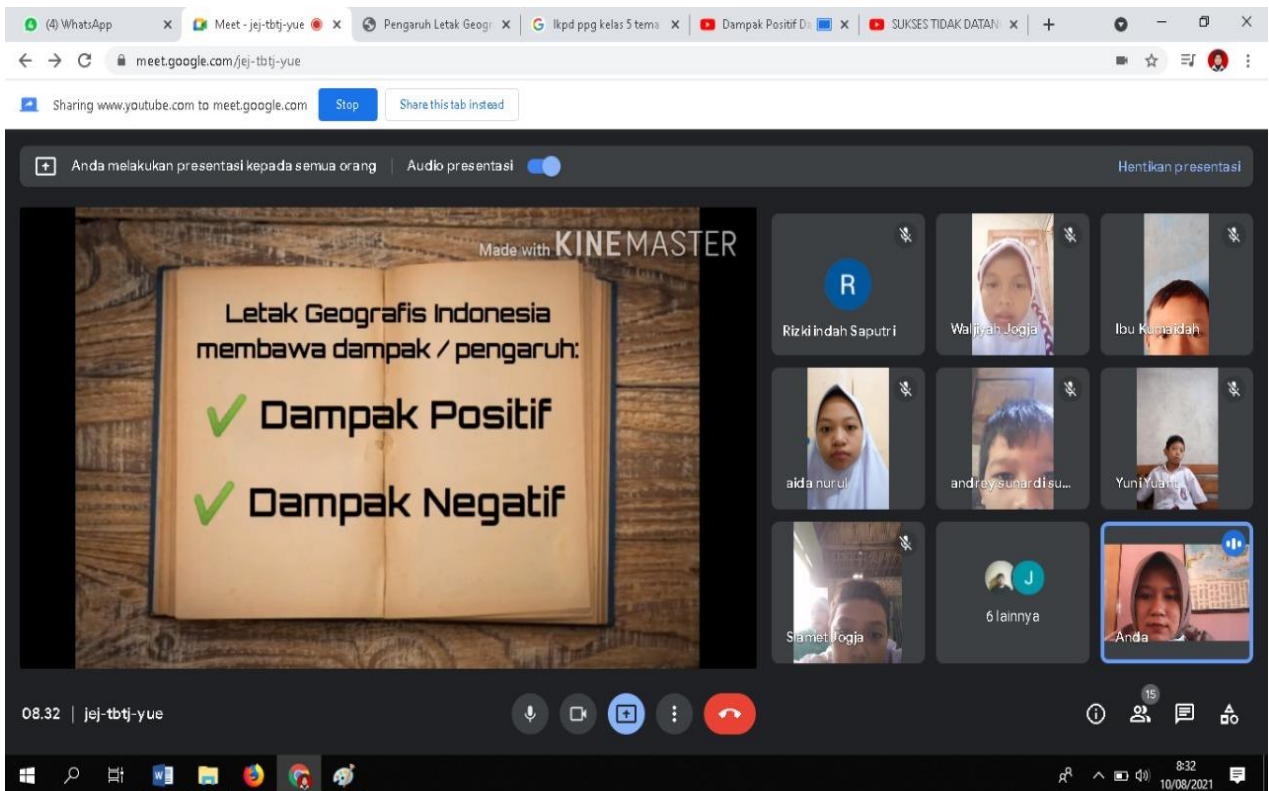 (4) WhatsApp
Meet - jej-tbtj-yue
Pengaruh Letak Geogr
lkpd ppg kelas 5 tema
Dampak Positif Da
SUKSES TIDAK DATAN
meet.google.com/jej-tbtj-yue
Sharing www.youtube.com to meet.google.com
Stop
Share this tab instead
Anda melakukan presentasi kepada semua orang
Audio presentasi
Hentikan presentasi
Made with KINEMASTER
Letak Geografis Indonesia
membawa dampak / pengaruh:
Dampak Positif
Dampak Negatif
R
Rizki indah Saputri
Waljiyah Jogja
Ibu Kumaidah
aida nurul
andrey sunardi su...
Yuni Yuant
Slamet Jogja
J
6 lainnya
Anda
08.32 | jej-tbtj-yue
15
8:32
10/08/2021